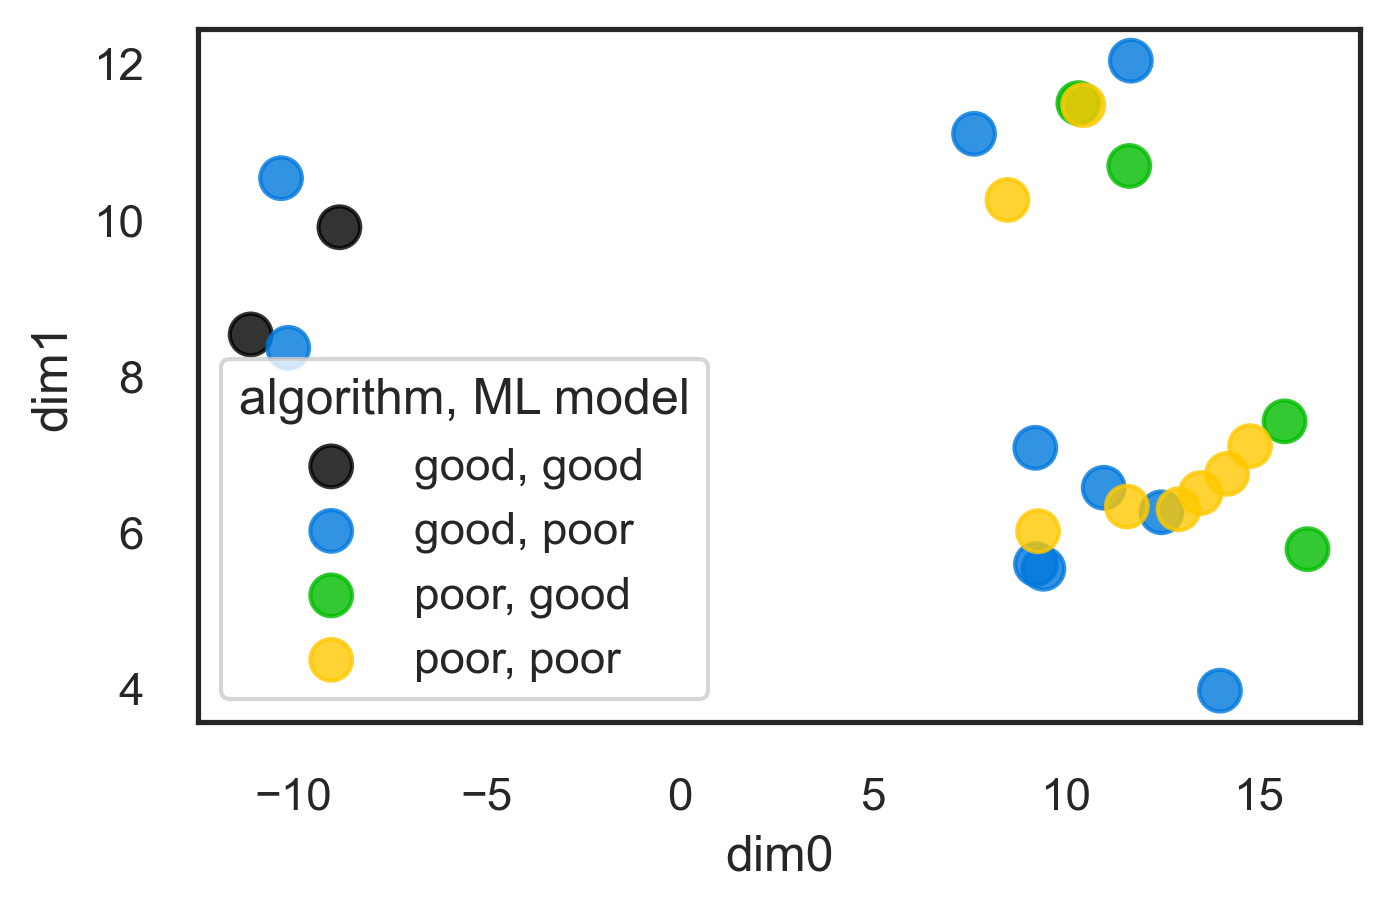 12
10
8
6
4
dim1
algorithm, ML model
good, good
good, poor
poor, good
poor, poor
−10 −5 0 5 10 15
dim0